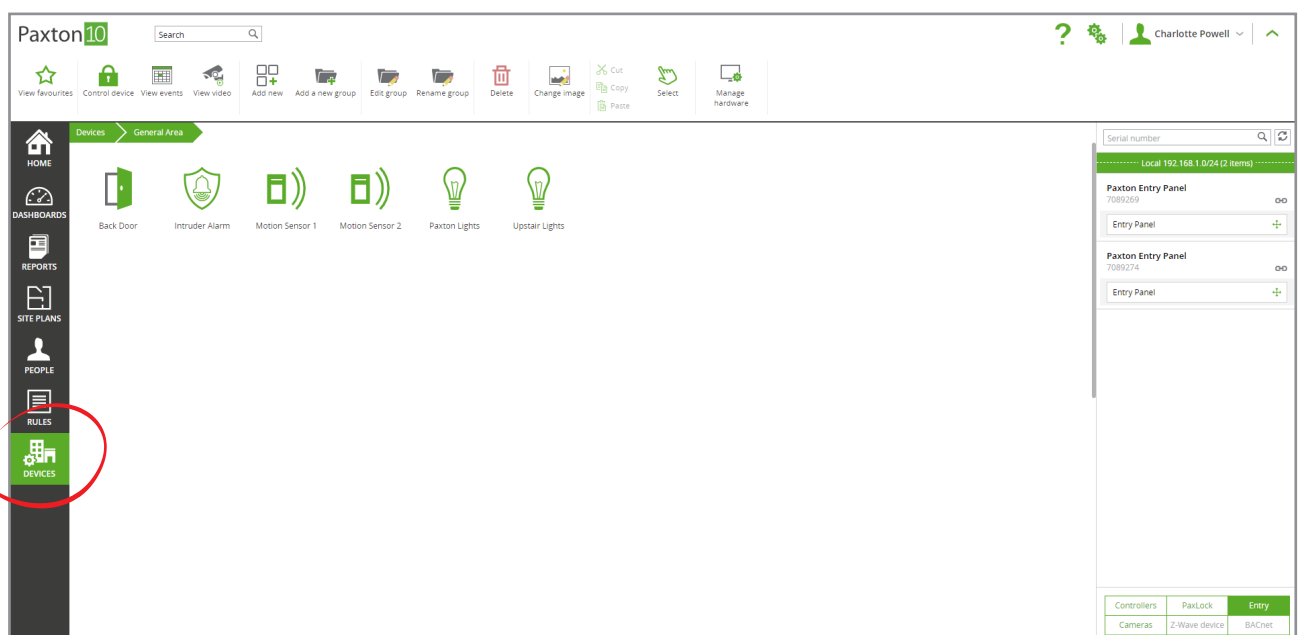 Paxton10
Search
Charlotte Powell
View favourites
Control device
View events
View video
Add new
Add a new group
Edit group
Rename group
Delete
Change image
Cut
Copy
Paste
Select
Manage
hardware
HOME
DASHBOARDS
REPORTS
SITE PLANS
PEOPLE
RULES
DEVICES
Devices
General Area
Back Door
Intruder Alarm
Motion Sensor 1
Motion Sensor 2
Paxton Lights
Upstair Lights
Serial number
Local 192.168.1.0/24 (2 items)
Paxton Entry Panel
7089269
Entry Panel
Paxton Entry Panel
7089274
Entry Panel
Controllers
PaxLock
Entry
Cameras
Z-Wave device
BACnet